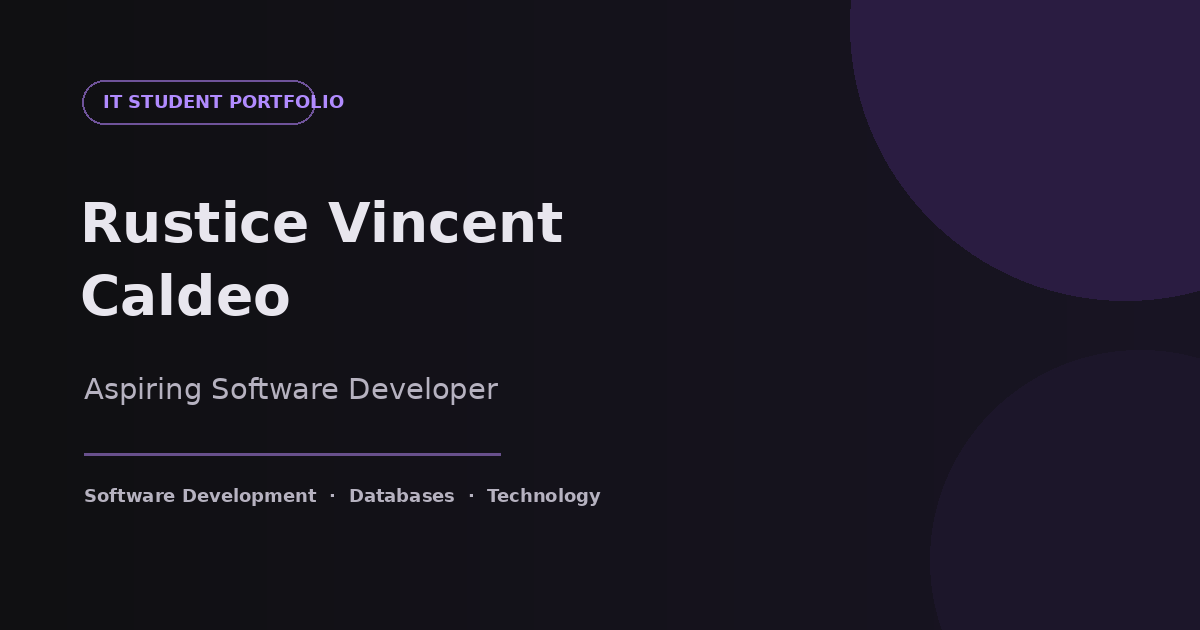 IT STUDENT PORTFOLIO
Rustice Vincent
Caldeo
Aspiring Software Developer
Software Development · Databases · Technology